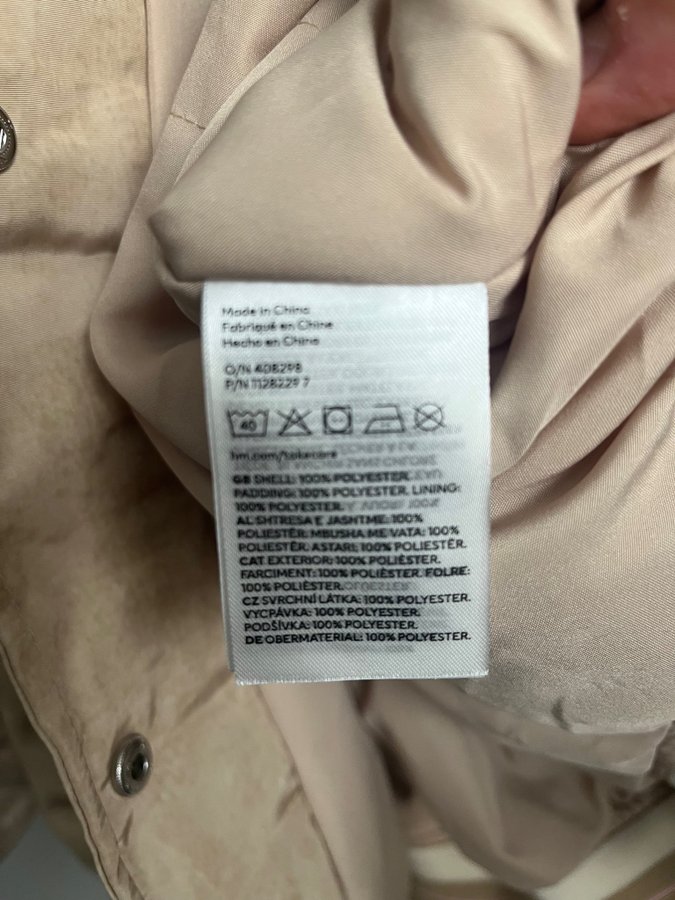 Made in China
Fabriqué en Chine
Hecho en China
O/N 408298
P/N 1128229 7
40
hm.com/takecare
GB SHELL: 100% POLYESTER.
PADDING: 100% POLYESTER. LINING:
100% POLYESTER.
AL SHTRESA E JASHTME: 100%
POLIESTËR. MBUSHA ME VATA: 100%
POLIESTËR. ASTARI: 100% POLIESTËR.
CAT EXTERIOR: 100% POLIÈSTER.
FARCIMENT: 100% POLIÈSTER. FOLRE:
100% POLIÈSTER.
CZ SVRCHNÍ LÁTKA: 100% POLYESTER.
VYCPÁVKA: 100% POLYESTER.
PODŠÍVKA: 100% POLYESTER.
DE OBERMATERIAL: 100% POLYESTER.